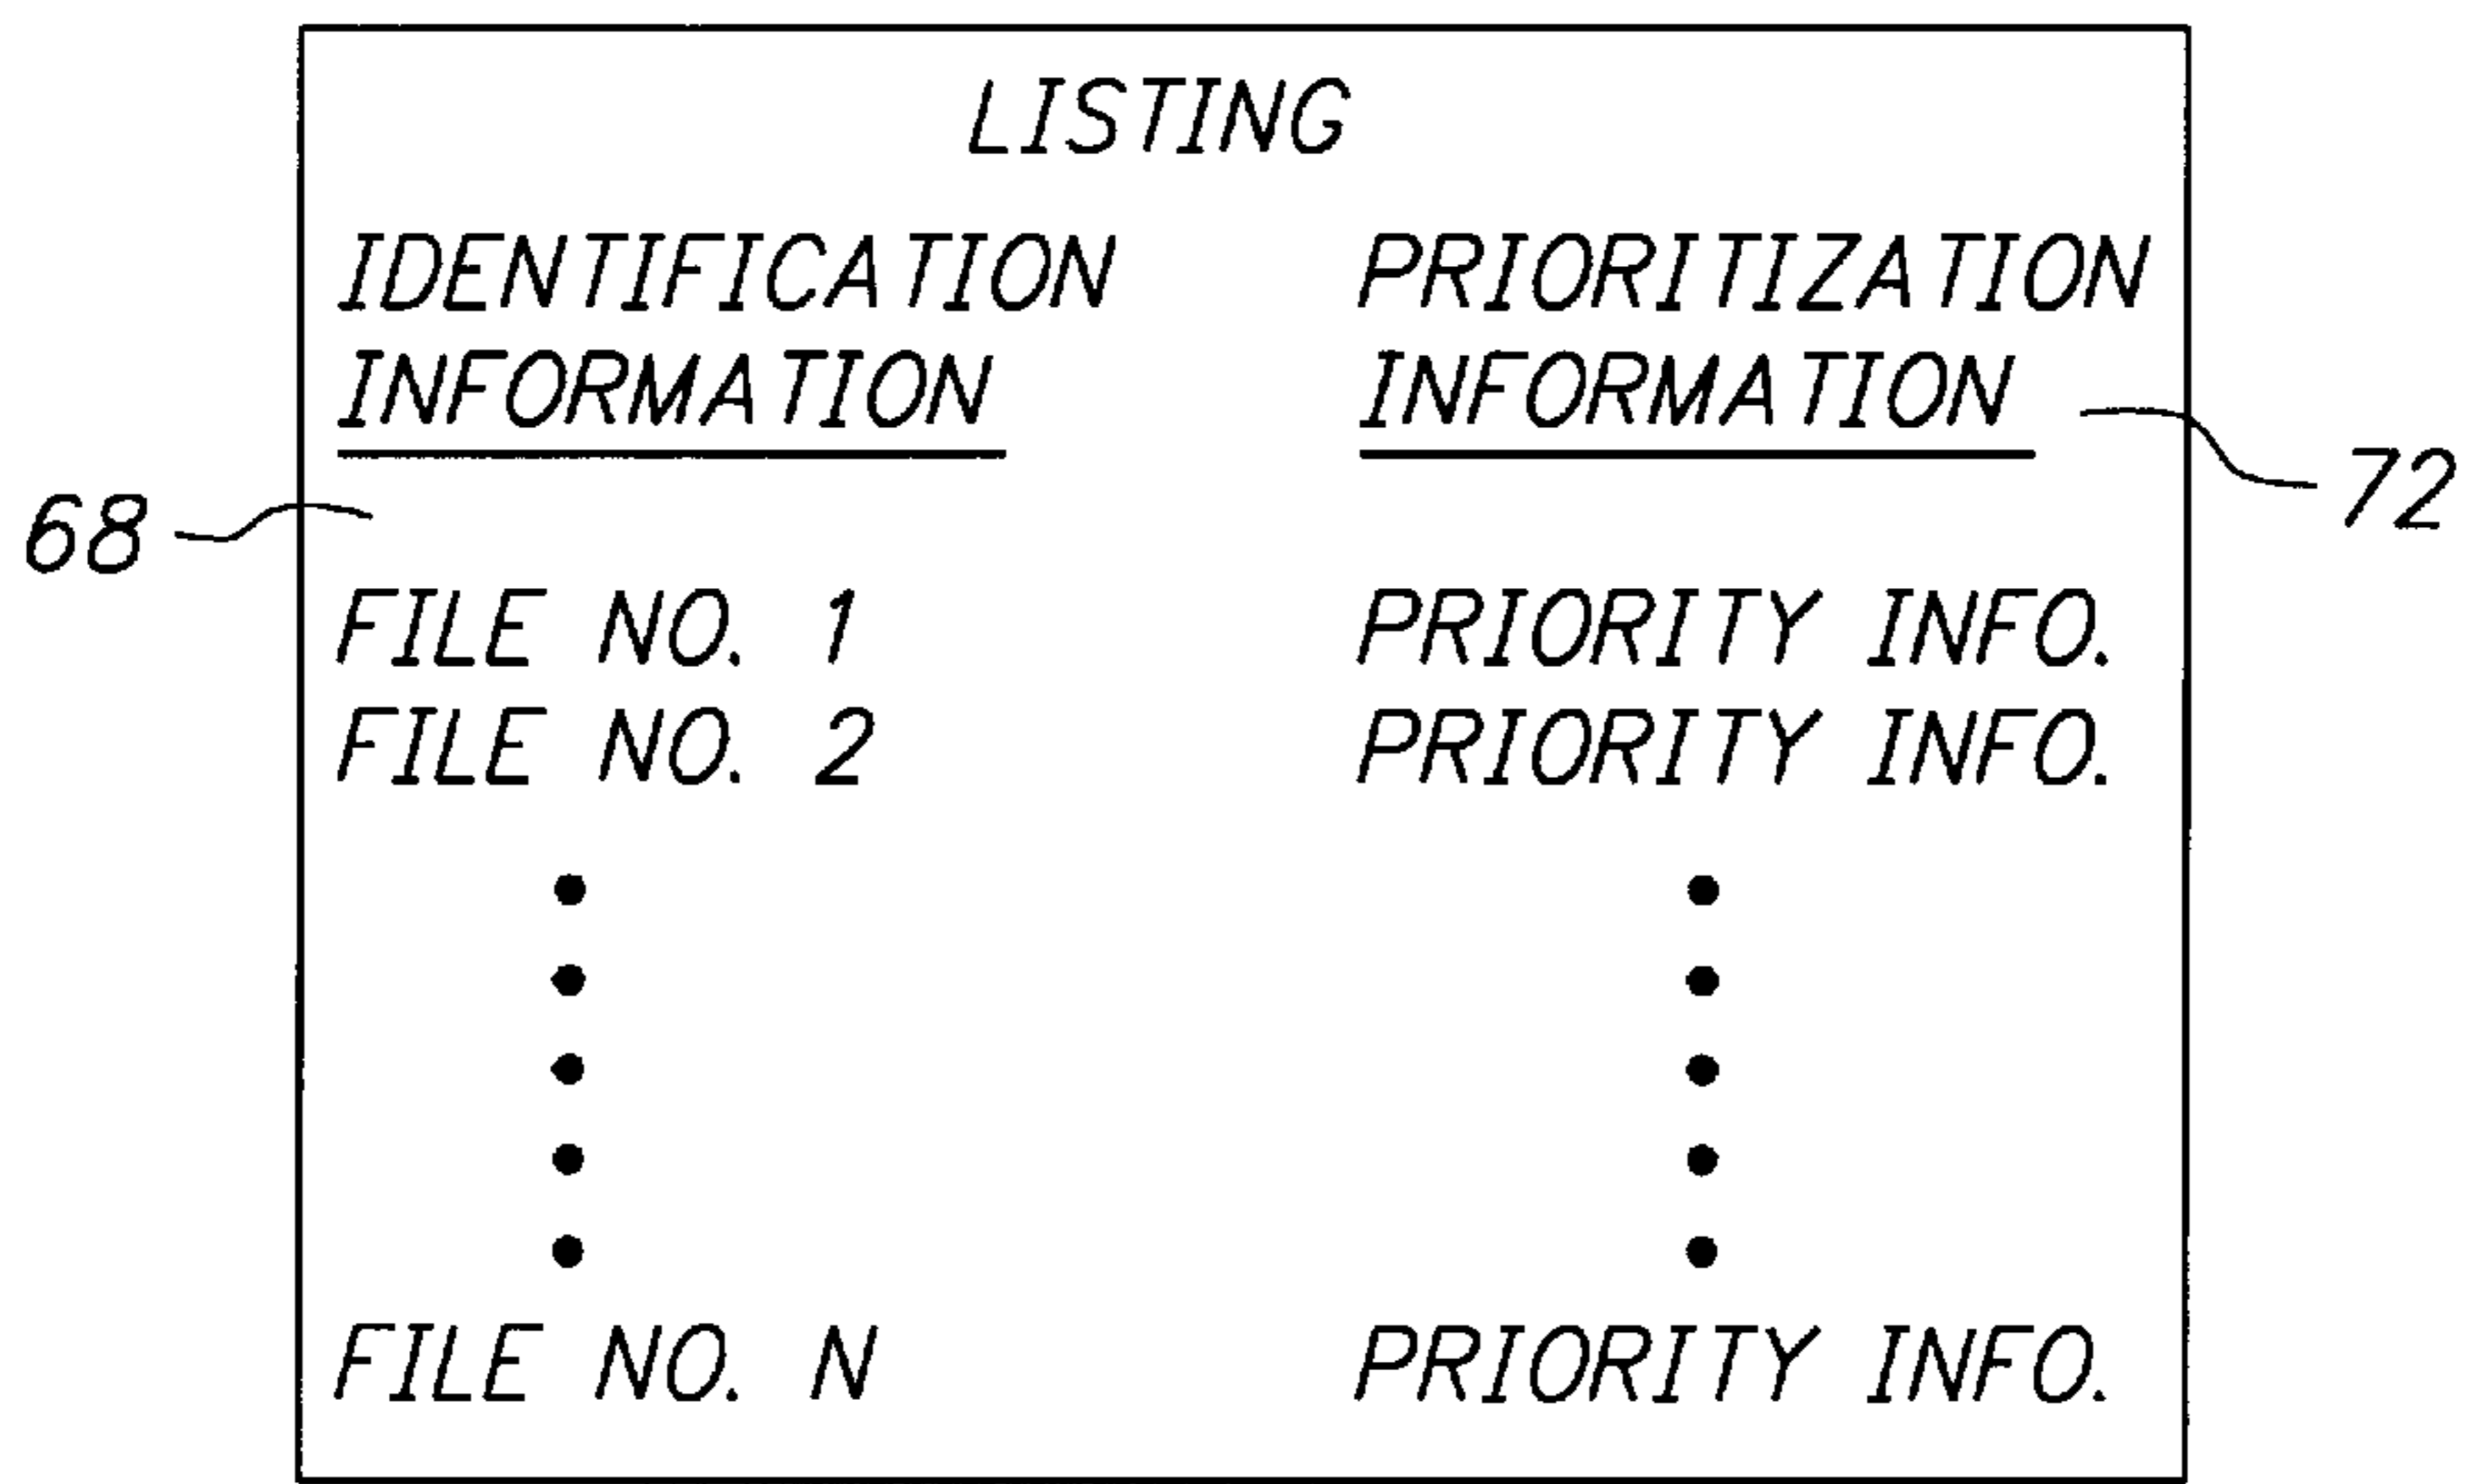 LISTING
IDENTIFICATION PRIORITIZATION
INFORMATION INFORMATION
72
68
FILE NO. 1 PRIORITY INFO.
FILE NO. 2 PRIORITY INFO.
FILE NO. N PRIORITY INFO.